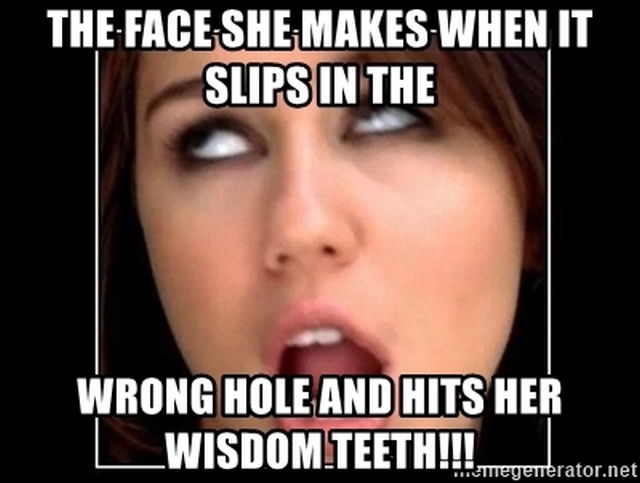 THE FACE SHE MAKES WHEN IT
SLIPS IN THE
WRONG HOLE AND HITS HER
WISDOM TEETH!!!
memegenerator.net